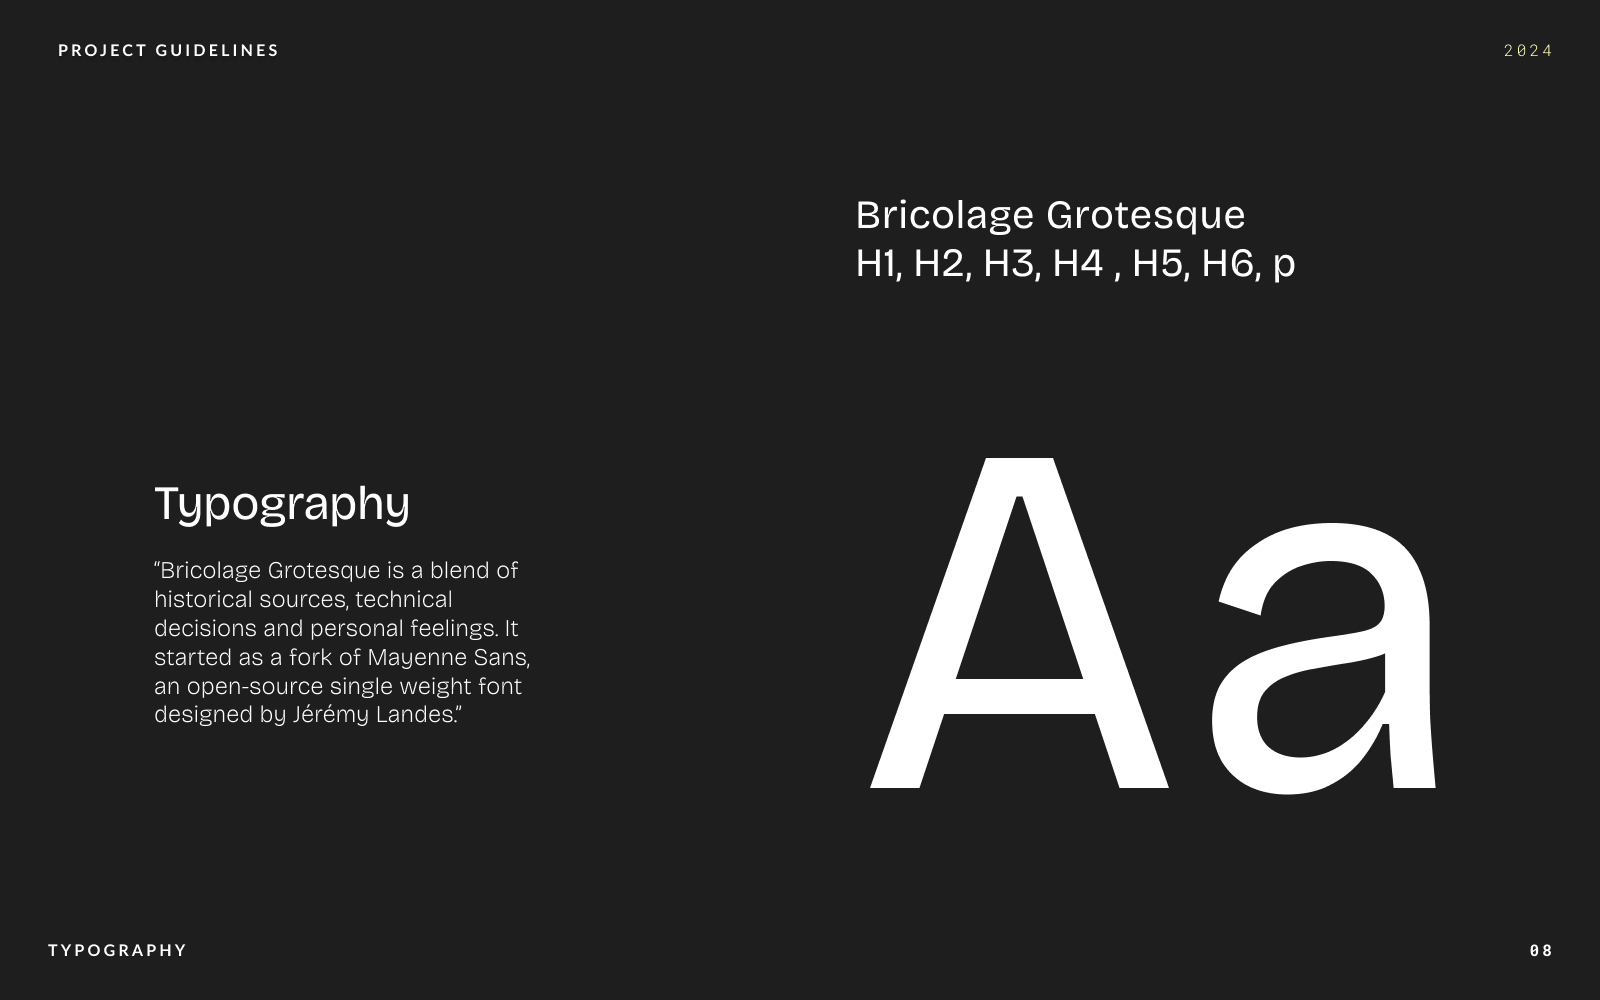 PROJECT GUIDELINES
2024
Bricolage Grotesque
H1, H2, H3, H4 , H5, H6, p
Typography
“Bricolage Grotesque is a blend of
historical sources, technical
decisions and personal feelings. It
started as a fork of Mayenne Sans,
an open-source single weight font
designed by Jérémy Landes.”
Aa
TYPOGRAPHY
08